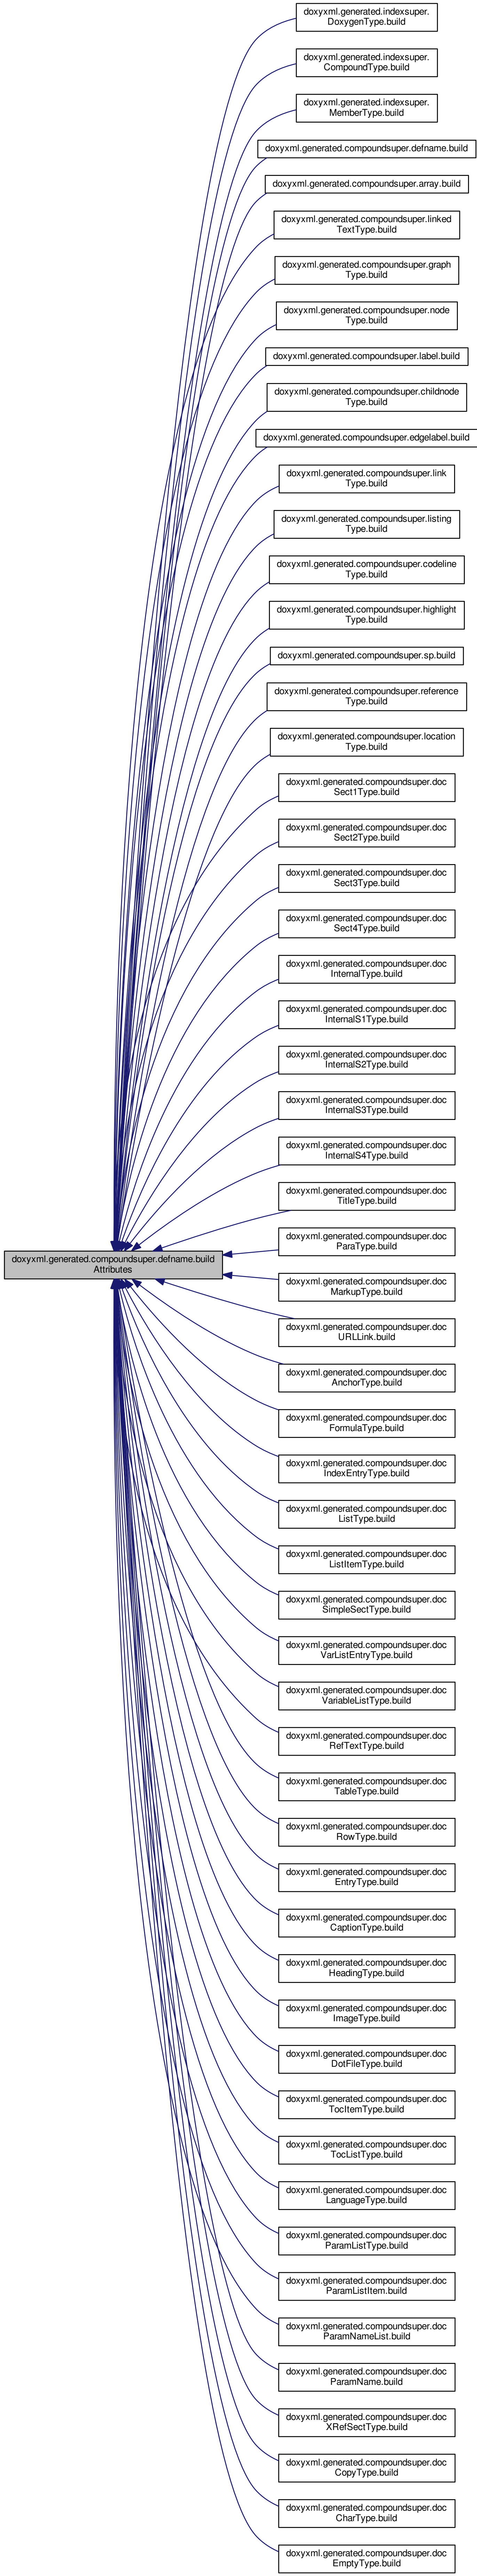 doxyxml.generated.indexsuper.
DoxygenType.build
doxyxml.generated.indexsuper.
CompoundType.build
doxyxml.generated.indexsuper.
MemberType.build
doxyxml.generated.compoundsuper.defname.build
doxyxml.generated.compoundsuper.array.build
doxyxml.generated.compoundsuper.linked
TextType.build
doxyxml.generated.compoundsuper.graph
Type.build
doxyxml.generated.compoundsuper.node
Type.build
doxyxml.generated.compoundsuper.label.build
doxyxml.generated.compoundsuper.childnode
Type.build
doxyxml.generated.compoundsuper.edgelabel.build
doxyxml.generated.compoundsuper.link
Type.build
doxyxml.generated.compoundsuper.listing
Type.build
doxyxml.generated.compoundsuper.codeline
Type.build
doxyxml.generated.compoundsuper.highlight
Type.build
doxyxml.generated.compoundsuper.sp.build
doxyxml.generated.compoundsuper.reference
Type.build
doxyxml.generated.compoundsuper.location
Type.build
doxyxml.generated.compoundsuper.doc
Sect1Type.build
doxyxml.generated.compoundsuper.doc
Sect2Type.build
doxyxml.generated.compoundsuper.doc
Sect3Type.build
doxyxml.generated.compoundsuper.doc
Sect4Type.build
doxyxml.generated.compoundsuper.doc
InternalType.build
doxyxml.generated.compoundsuper.doc
InternalS1Type.build
doxyxml.generated.compoundsuper.doc
InternalS2Type.build
doxyxml.generated.compoundsuper.doc
InternalS3Type.build
doxyxml.generated.compoundsuper.doc
InternalS4Type.build
doxyxml.generated.compoundsuper.doc
TitleType.build
doxyxml.generated.compoundsuper.doc
ParaType.build
doxyxml.generated.compoundsuper.defname.build
Attributes
doxyxml.generated.compoundsuper.doc
MarkupType.build
doxyxml.generated.compoundsuper.doc
URLLink.build
doxyxml.generated.compoundsuper.doc
AnchorType.build
doxyxml.generated.compoundsuper.doc
FormulaType.build
doxyxml.generated.compoundsuper.doc
IndexEntryType.build
doxyxml.generated.compoundsuper.doc
ListType.build
doxyxml.generated.compoundsuper.doc
ListItemType.build
doxyxml.generated.compoundsuper.doc
SimpleSectType.build
doxyxml.generated.compoundsuper.doc
VarListEntryType.build
doxyxml.generated.compoundsuper.doc
VariableListType.build
doxyxml.generated.compoundsuper.doc
RefTextType.build
doxyxml.generated.compoundsuper.doc
TableType.build
doxyxml.generated.compoundsuper.doc
RowType.build
doxyxml.generated.compoundsuper.doc
EntryType.build
doxyxml.generated.compoundsuper.doc
CaptionType.build
doxyxml.generated.compoundsuper.doc
HeadingType.build
doxyxml.generated.compoundsuper.doc
ImageType.build
doxyxml.generated.compoundsuper.doc
DotFileType.build
doxyxml.generated.compoundsuper.doc
TocItemType.build
doxyxml.generated.compoundsuper.doc
TocListType.build
doxyxml.generated.compoundsuper.doc
LanguageType.build
doxyxml.generated.compoundsuper.doc
ParamListType.build
doxyxml.generated.compoundsuper.doc
ParamListItem.build
doxyxml.generated.compoundsuper.doc
ParamNameList.build
doxyxml.generated.compoundsuper.doc
ParamName.build
doxyxml.generated.compoundsuper.doc
XRefSectType.build
doxyxml.generated.compoundsuper.doc
CopyType.build
doxyxml.generated.compoundsuper.doc
CharType.build
doxyxml.generated.compoundsuper.doc
EmptyType.build